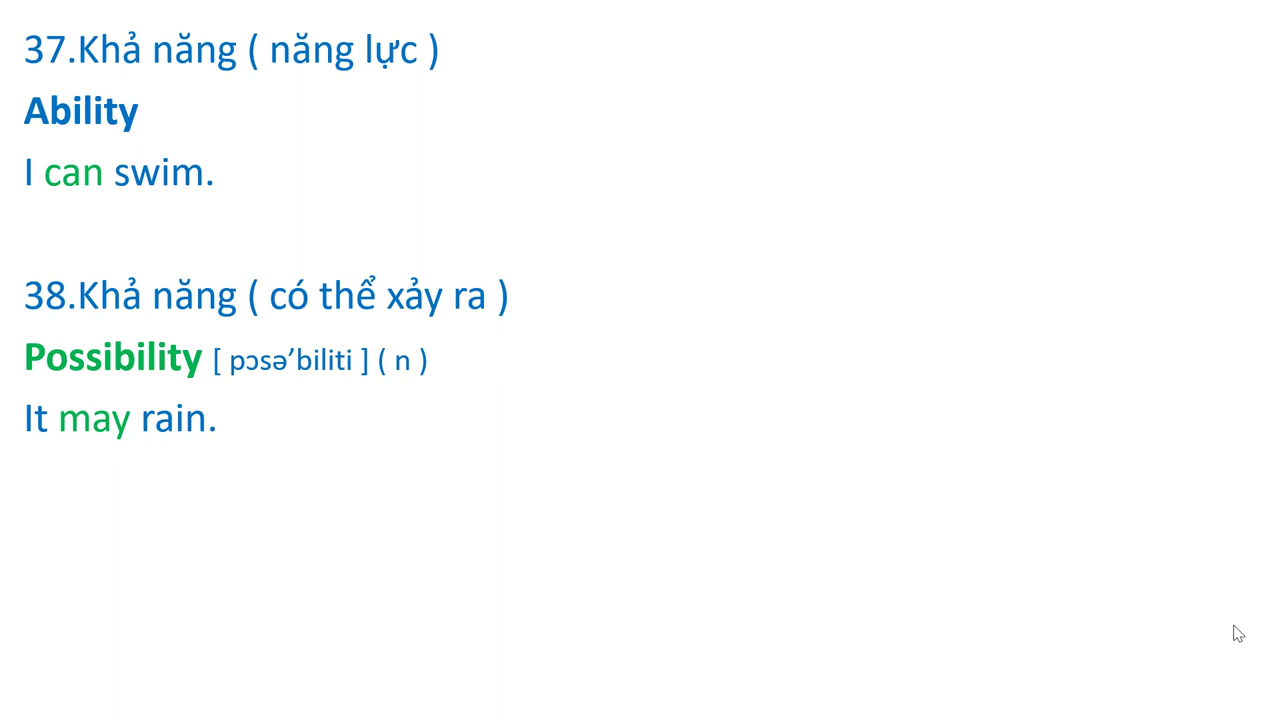 37.Khả năng ( năng lực )
Ability
I can swim.
38.Khả năng ( có thể xảy ra )
Possibility [ pɔsə’biliti ] ( n )
It may rain.